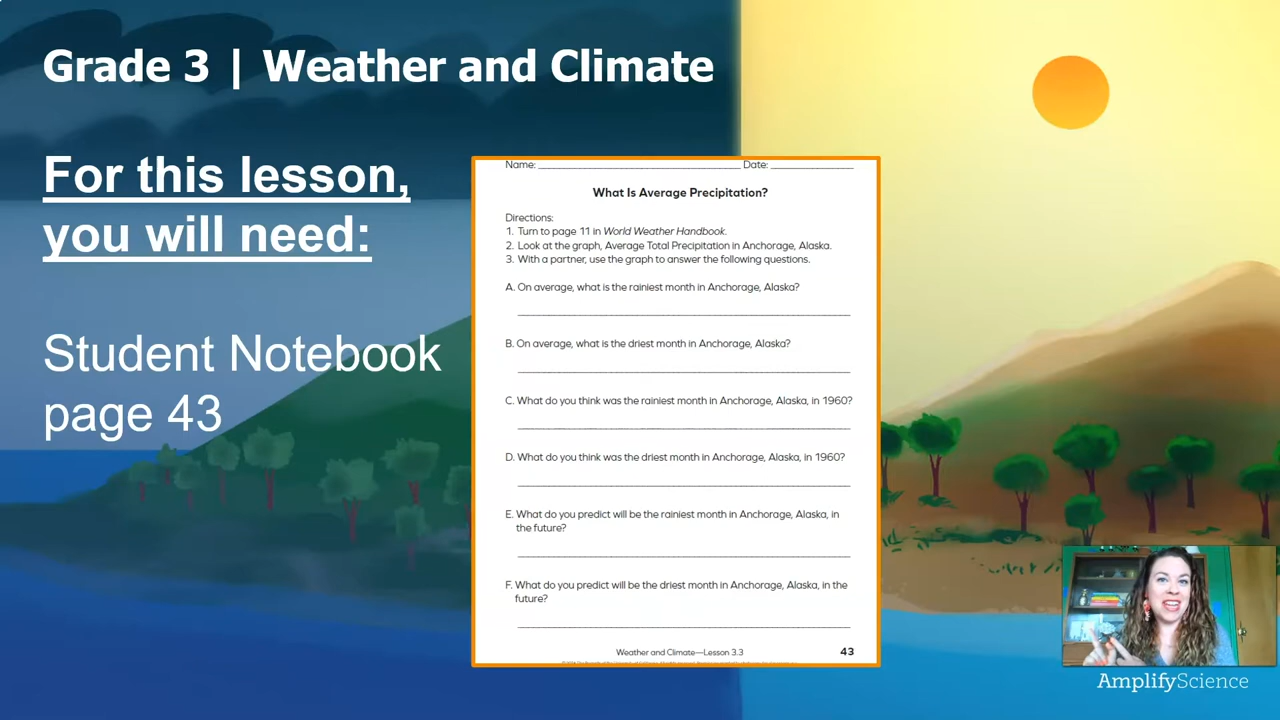 Grade 3 | Weather and Climate
For this lesson,
you will need:
Student Notebook
page 43
Name: Date:
What Is Average Precipitation?
Directions:
1. Turn to page 11 in World Weather Handbook.
2. Look at the graph, Average Total Precipitation in Anchorage, Alaska.
3. With a partner, use the graph to answer the following questions.
A. On average, what is the rainiest month in Anchorage, Alaska?
B. On average, what is the driest month in Anchorage, Alaska?
C. What do you think was the rainiest month in Anchorage, Alaska, in 1960?
D. What do you think was the driest month in Anchorage, Alaska, in 1960?
E. What do you predict will be the rainiest month in Anchorage, Alaska, in
the future?
F. What do you predict will be the driest month in Anchorage, Alaska, in the
future?
Weather and Climate—Lesson 3.3
43
AmplifyScience